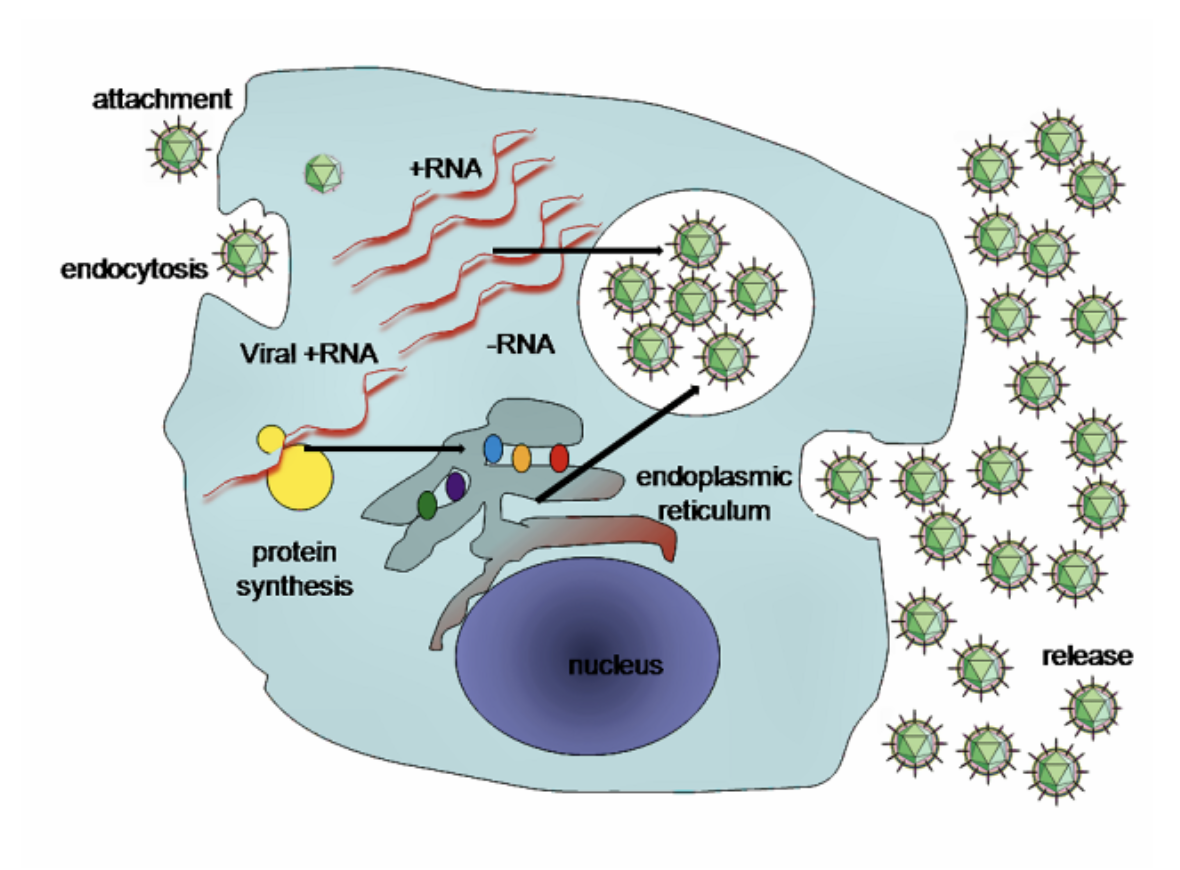 attachment
+RNA
endocytosis
Viral +RNA
-RNA
endoplasmic
reticulum
protein
synthesis
nucleus
release